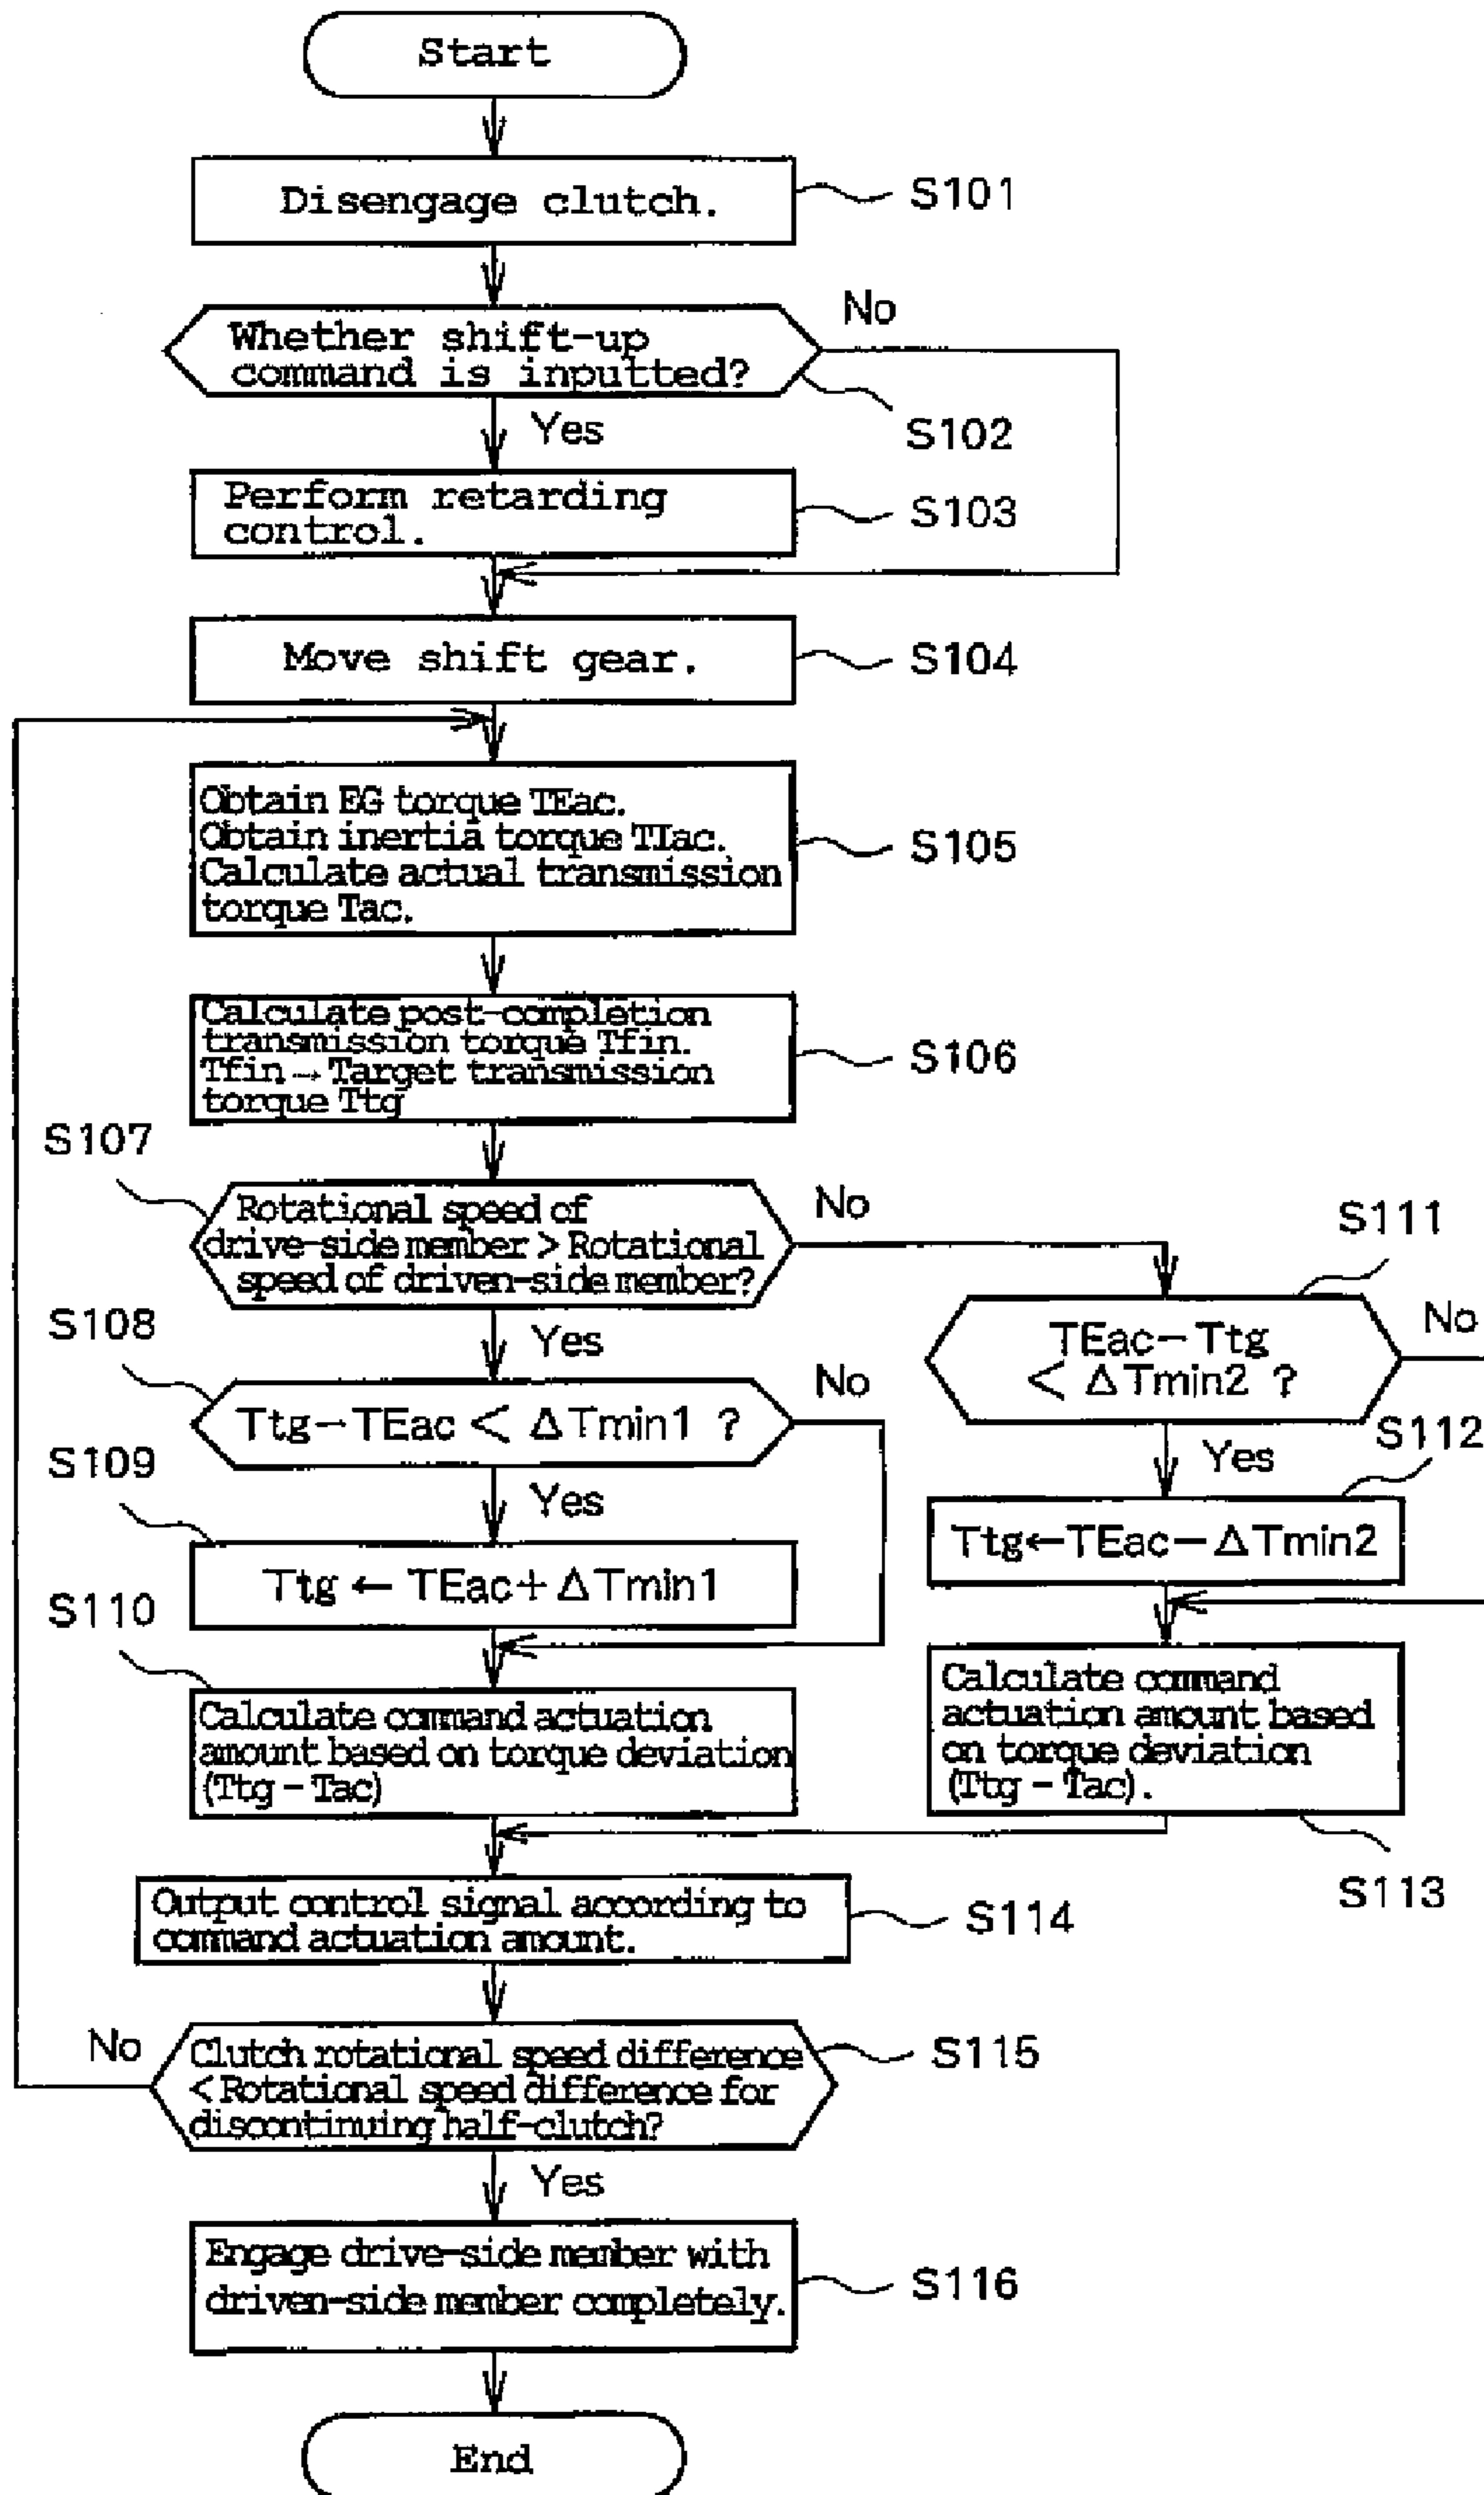 Start
Disengage clutch.
S101
Whether shift-up
command is inputted?
No
S102
Yes
Perform retarding
control.
S103
Move shift gear.
S104
Obtain EG torque TEac.
Obtain inertia torque TIac.
Calculate actual transmission
torque Tac.
S105
Calculate post-completion
transmission torque Tfin.
Tfin→Target transmission
torque Ttg
S106
S107
Rotational speed of
drive-side member > Rotational
speed of driven-side member?
No
Yes
S108
Ttg−TEac < ΔTmin1 ?
No
Yes
S109
Ttg ← TEac+ΔTmin1
S110
Calculate command actuation
amount based on torque deviation
(Ttg - Tac)
S111
TEac−Ttg
< ΔTmin2 ?
No
Yes
S112
Ttg←TEac−ΔTmin2
Calculate command
actuation amount based
on torque deviation
(Ttg - Tac).
S113
Output control signal according to
command actuation amount.
S114
Clutch rotational speed difference
<Rotational speed difference for
discontinuing half-clutch?
S115
No
Yes
Engage drive-side member with
driven-side member completely.
S116
End